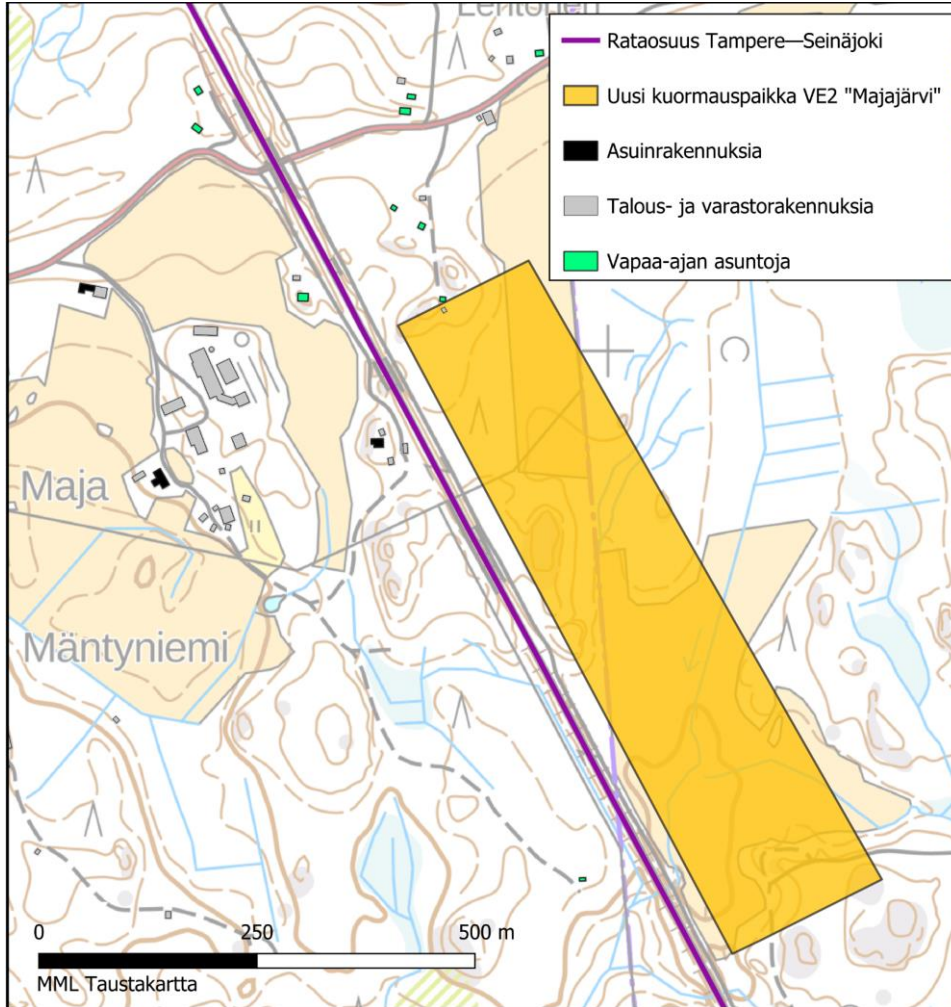 Lehtonen
Rataosuus Tampere—Seinäjoki
Uusi kuormauspaikka VE2 "Majajärvi"
Asuinrakennuksia
Talous- ja varastorakennuksia
Vapaa-ajan asuntoja
Maja
Mäntyniemi
0 250 500 m
MML Taustakartta